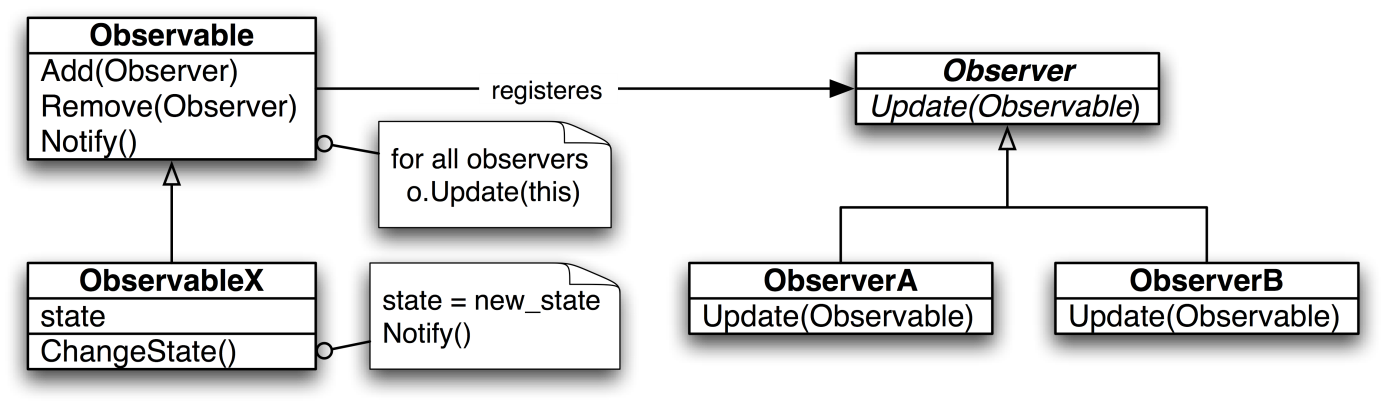 Observable
Add(Observer)
Remove(Observer)
Notify()
registeres
for all observers
o.Update(this)
Observer
Update(Observable)
ObservableX
state
ChangeState()
state = new_state
Notify()
ObserverA
Update(Observable)
ObserverB
Update(Observable)